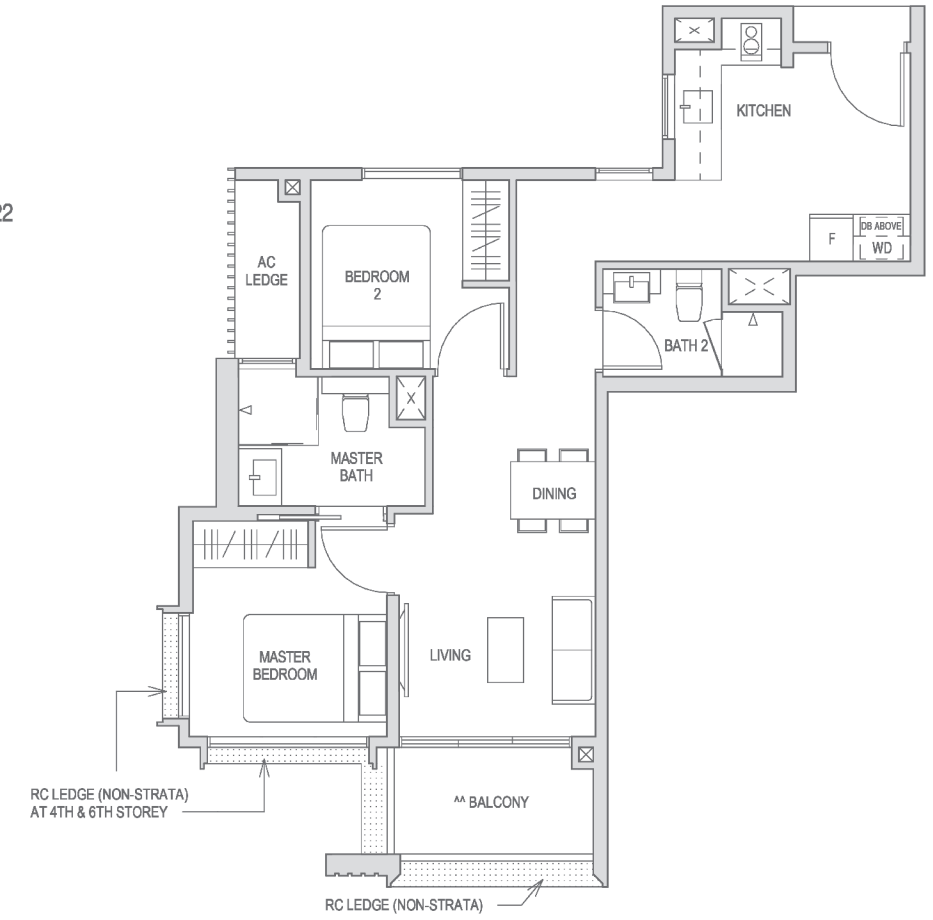 KITCHEN
22
DB ABOVE
F
WD
AC
LEDGE
BEDROOM
2
BATH 2
MASTER
BATH
DINING
LIVING
MASTER
BEDROOM
RC LEDGE (NON-STRATA)
AT 4TH & 6TH STOREY
^^ BALCONY
RC LEDGE (NON-STRATA)